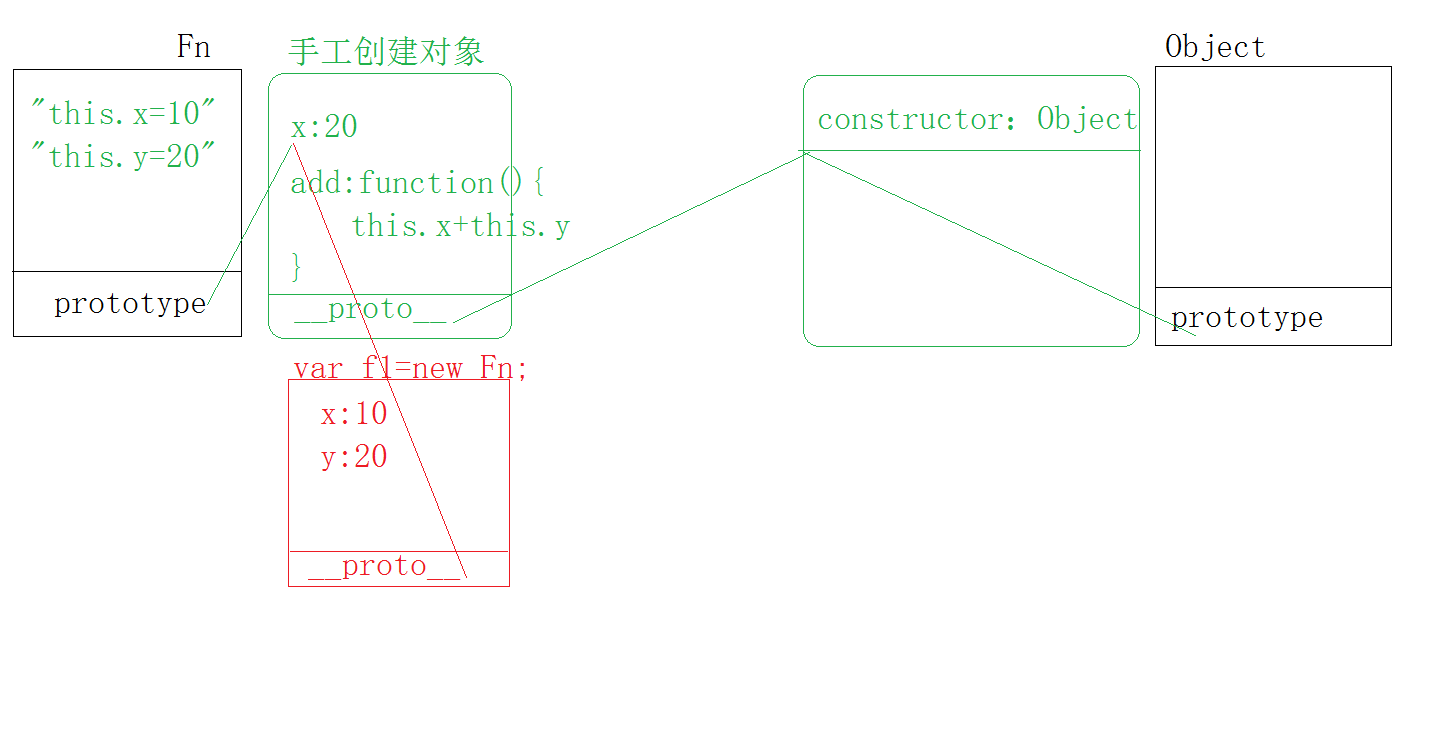 Fn
"this.x=10"
"this.y=20"
prototype
手工创建对象
x:20
add:function(){
this.x+this.y
}
__proto__
var f1=new Fn;
x:10
y:20
__proto__
constructor：Object
Object
prototype